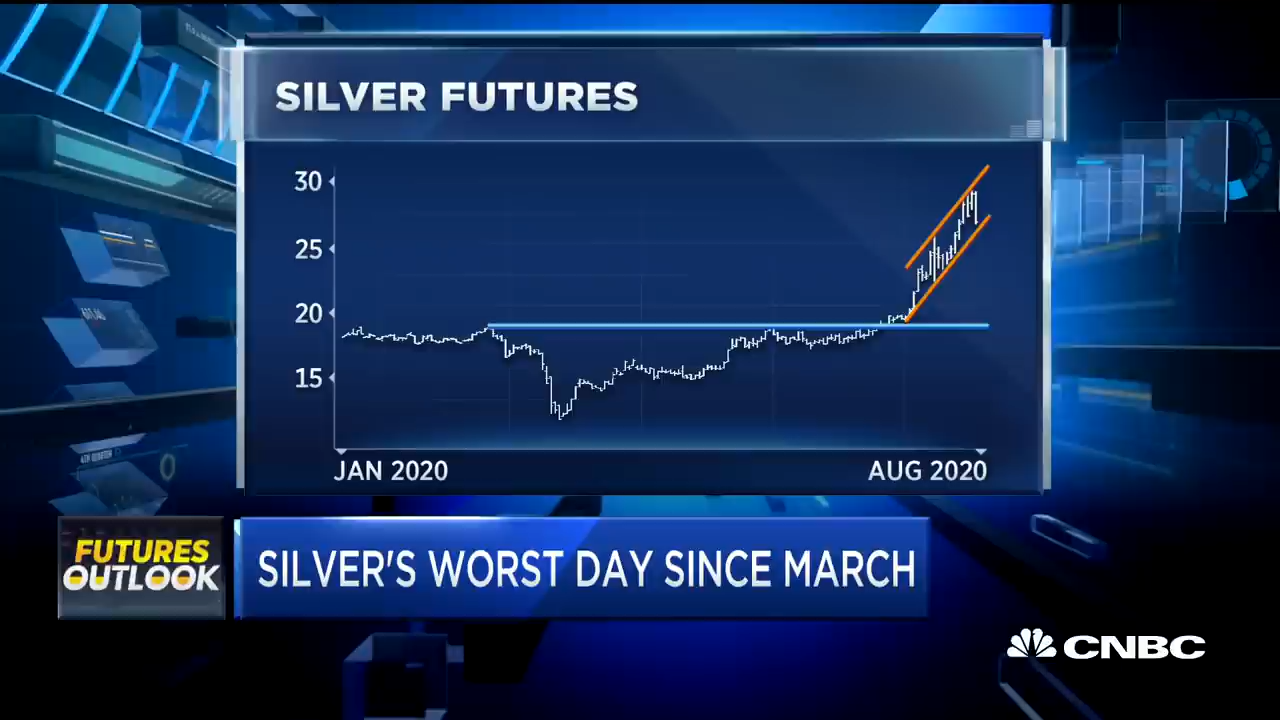 SILVER FUTURES
30
25
20
15
JAN 2020
AUG 2020
FUTURES
OUTLOOK
SILVER'S WORST DAY SINCE MARCH
CNBC